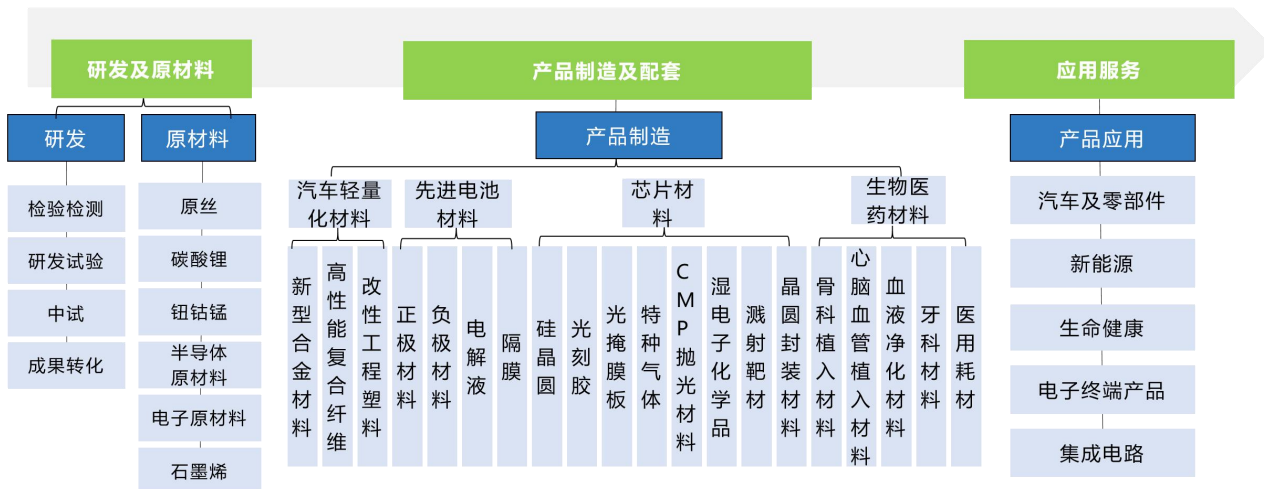 研发及原材料
产品制造及配套
应用服务
研发
原材料
产品制造
产品应用
检验检测
研发试验
中试
成果转化
原丝
碳酸锂
钮钴锰
半导体
原材料
电子原材料
石墨烯
汽车轻量
化材料
先进电池
材料
芯片材
料
生物医
药材料
新型合金材料
高性能复合纤维
改性工程塑料
正极材料
负极材料
电解液
隔膜
硅晶圆
光刻胶
光掩膜板
特种气体
CMP抛光材料
湿电子化学品
溅射靶材
晶圆封装材料
骨科植入材料
心脑血管植入材料
血液净化材料
牙科材料
医用耗材
汽车及零部件
新能源
生命健康
电子终端产品
集成电路